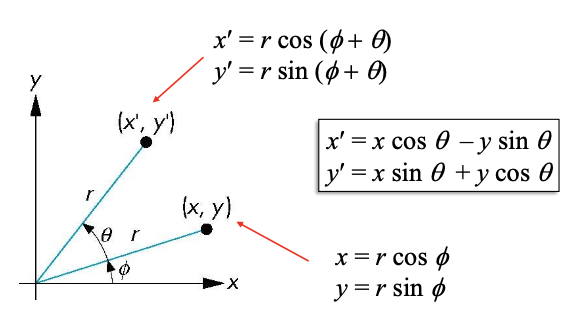 x′ = r cos (ϕ + θ)
y′ = r sin (ϕ + θ)
y
(x', y')
x′ = x cos θ – y sin θ
y′ = x sin θ + y cos θ
r
(x, y)
θ
r
ϕ
x
x = r cos ϕ
y = r sin ϕ